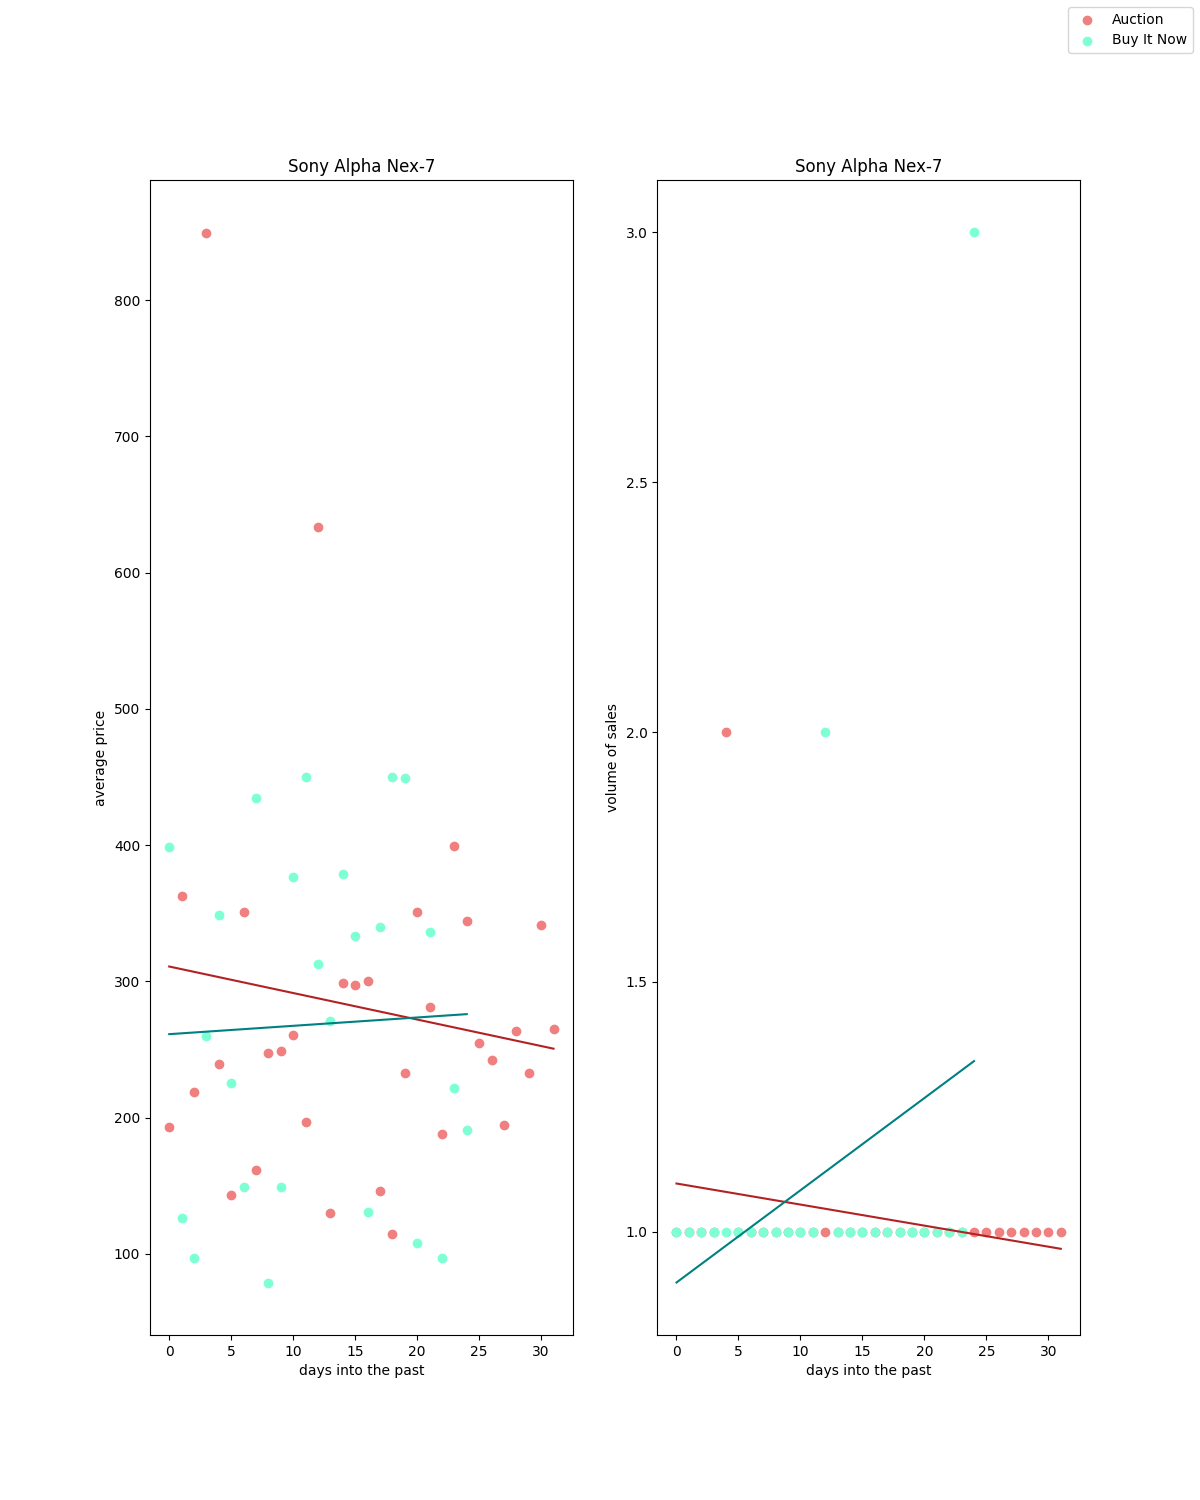 Auction
Buy It Now
Sony Alpha Nex-7
800
700
600
500
400
300
200
100
average price
0 5 10 15 20 25 30
days into the past
Sony Alpha Nex-7
3.0
2.5
2.0
1.5
1.0
volume of sales
0 5 10 15 20 25 30
days into the past